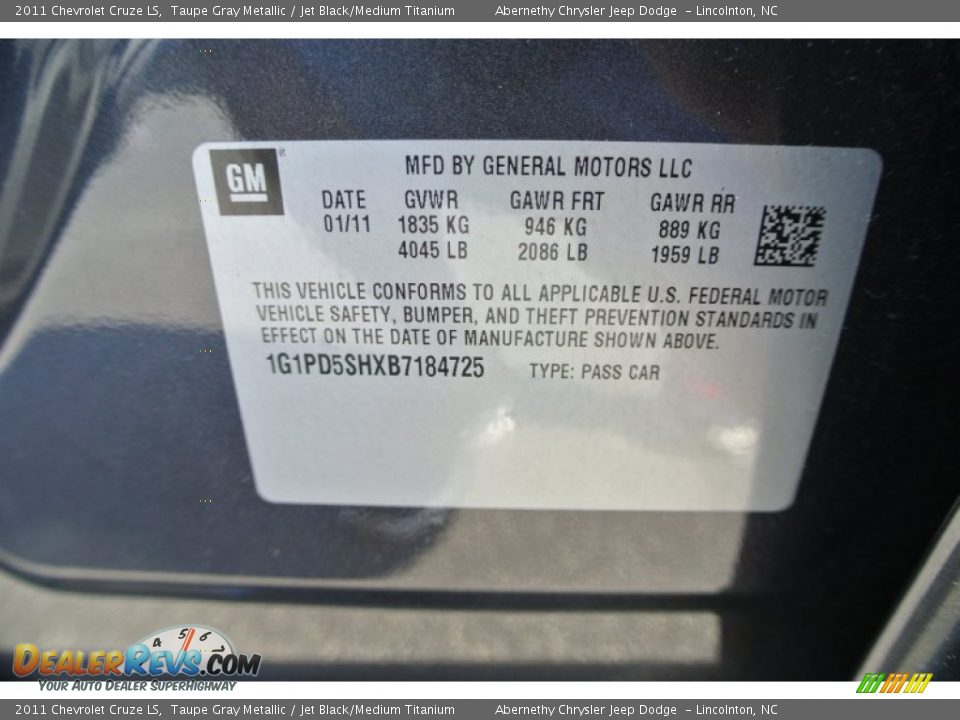 2011 Chevrolet Cruze LS, Taupe Gray Metallic / Jet Black/Medium Titanium Abernethy Chrysler Jeep Dodge - Lincolnton, NC
GM
MFD BY GENERAL MOTORS LLC
DATE GVWR GAWR FRT GAWR RR
01/11 1835 KG 946 KG 889 KG
4045 LB 2086 LB 1959 LB
THIS VEHICLE CONFORMS TO ALL APPLICABLE U.S. FEDERAL MOTOR
VEHICLE SAFETY, BUMPER, AND THEFT PREVENTION STANDARDS IN
EFFECT ON THE DATE OF MANUFACTURE SHOWN ABOVE.
1G1PD5SHXB7184725 TYPE: PASS CAR
4 5 6 7
DealerRevs.com
Your Auto Dealer SuperHighway
2011 Chevrolet Cruze LS, Taupe Gray Metallic / Jet Black/Medium Titanium Abernethy Chrysler Jeep Dodge - Lincolnton, NC